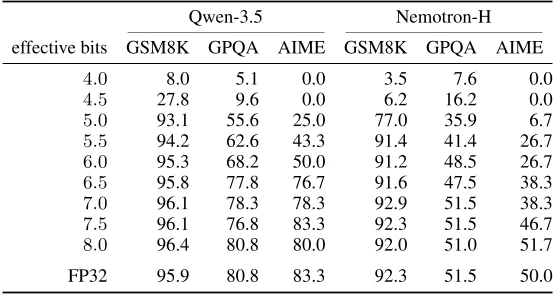 Qwen-3.5 Nemotron-H
effective bits GSM8K GPQA AIME GSM8K GPQA AIME
4.0 8.0 5.1 0.0 3.5 7.6 0.0
4.5 27.8 9.6 0.0 6.2 16.2 0.0
5.0 93.1 55.6 25.0 77.0 35.9 6.7
5.5 94.2 62.6 43.3 91.4 41.4 26.7
6.0 95.3 68.2 50.0 91.2 48.5 26.7
6.5 95.8 77.8 76.7 91.6 47.5 38.3
7.0 96.1 78.3 78.3 92.9 51.5 38.3
7.5 96.1 76.8 83.3 92.3 51.5 46.7
8.0 96.4 80.8 80.0 92.0 51.0 51.7
FP32 95.9 80.8 83.3 92.3 51.5 50.0